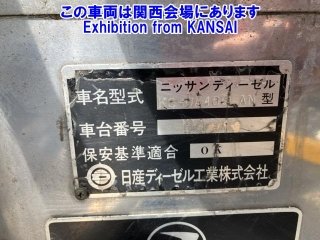 この車両は関西会場にあります
Exhibition from KANSAI
ニッサンディーゼル
車名型式 型
車台番号
保安基準適合 OK
日産ディーゼル工業株式会社